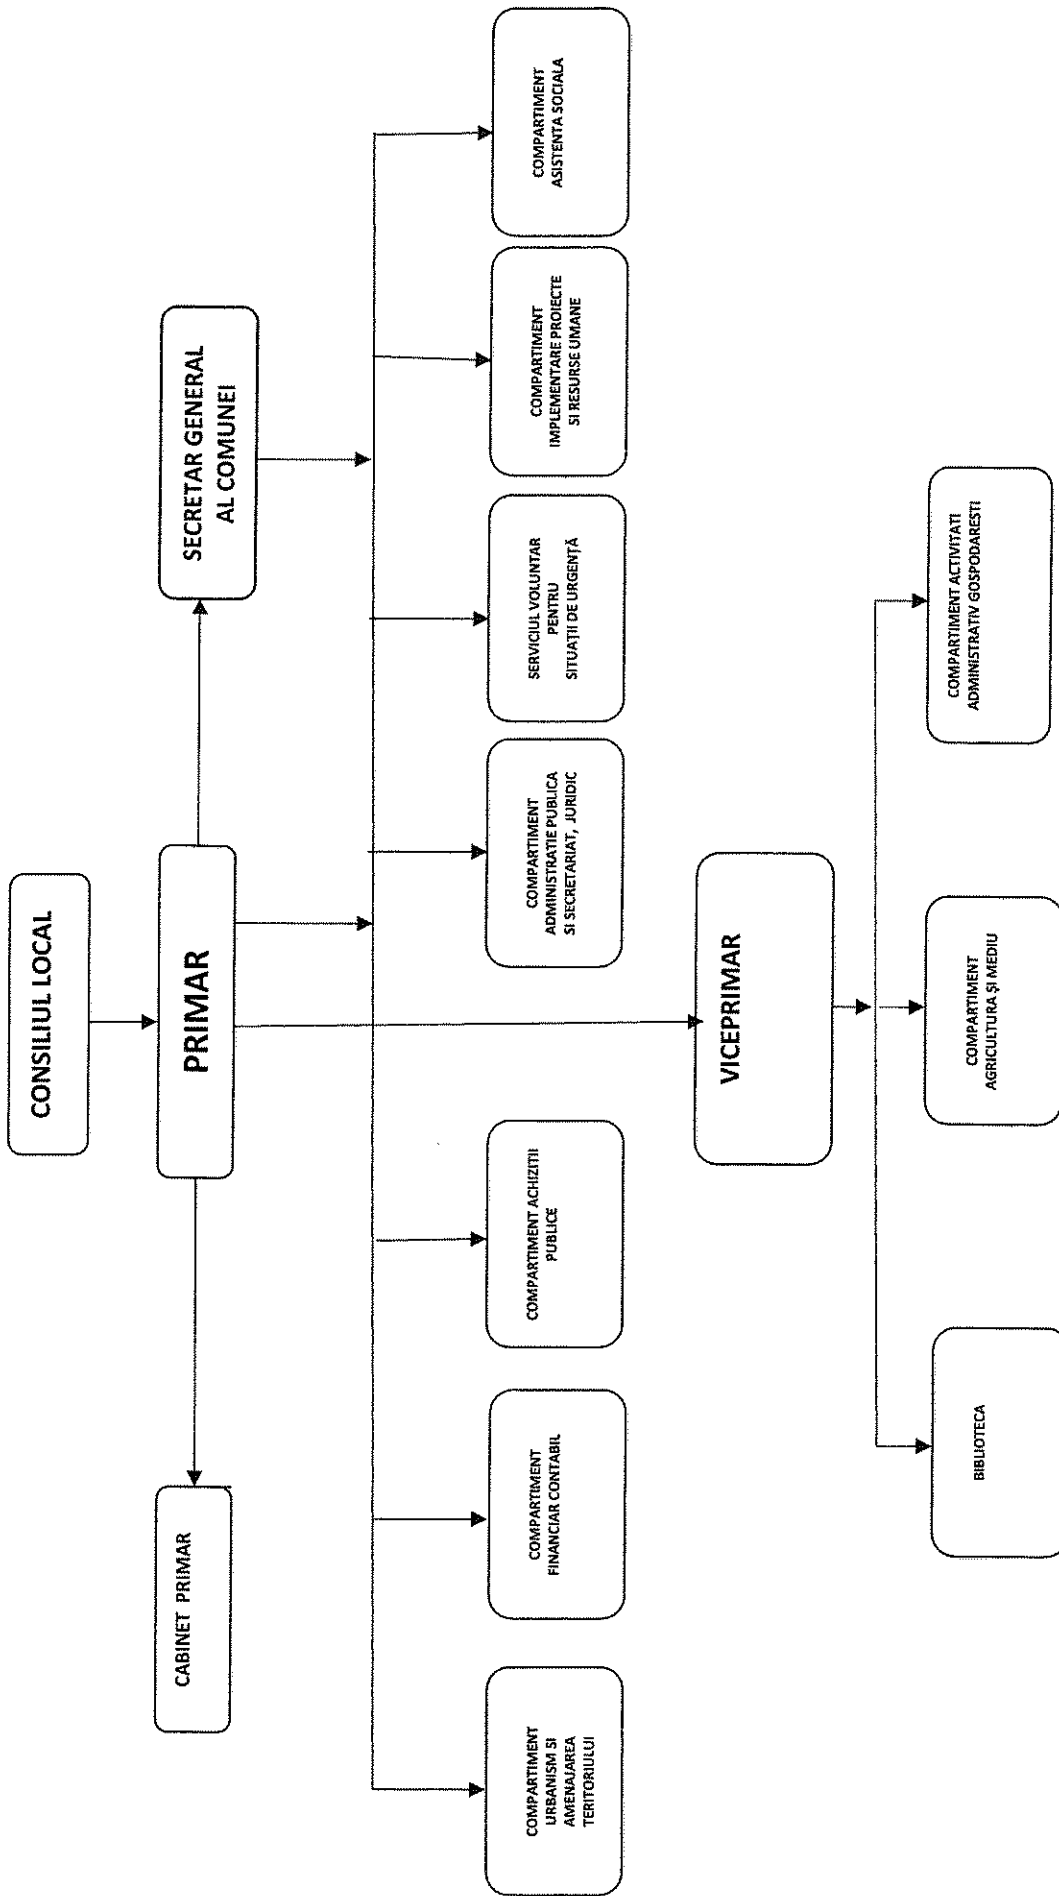 CONSILIUL LOCAL
CABINET PRIMAR
PRIMAR
SECRETAR GENERAL
AL COMUNEI
COMPARTIMENT
URBANISM SI
AMENAJAREA
TERITORIULUI
COMPARTIMENT
FINANCIAR CONTABIL
COMPARTIMENT ACHIZITII
PUBLICE
COMPARTIMENT
ADMINISTRATIE PUBLICA
SI SECRETARIAT, JURIDIC
SERVICIUL VOLUNTAR
PENTRU
SITUAȚII DE URGENȚĂ
COMPARTIMENT
IMPLEMENTARE PROIECTE
SI RESURSE UMANE
COMPARTIMENT
ASISTENTA SOCIALA
VICEPRIMAR
BIBLIOTECA
COMPARTIMENT
AGRICULTURA ȘI MEDIU
COMPARTIMENT ACTIVITATI
ADMINISTRATIV GOSPODARESTI